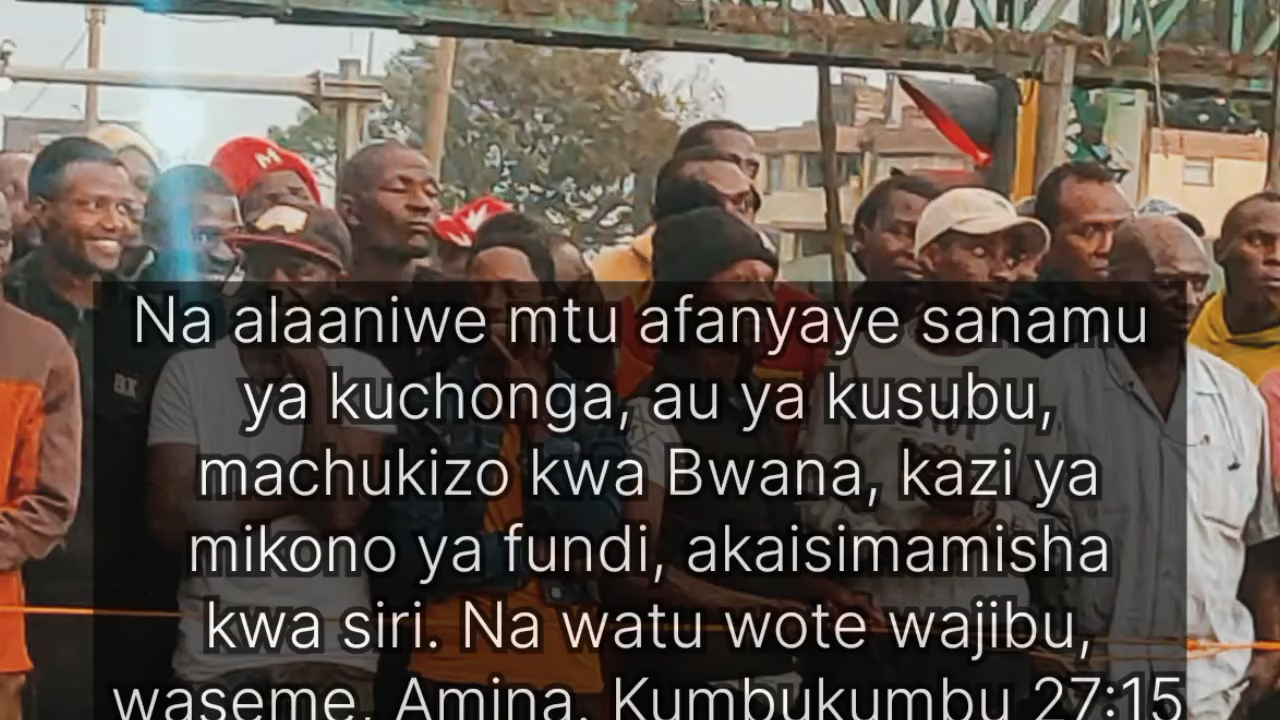 M
BK
Na alaaniwe mtu afanyaye sanamu
ya kuchonga, au ya kusubu,
machukizo kwa Bwana, kazi ya
mikono ya fundi, akaisimamisha
kwa siri. Na watu wote wajibu,
waseme, Amina. Kumbukumbu 27:15